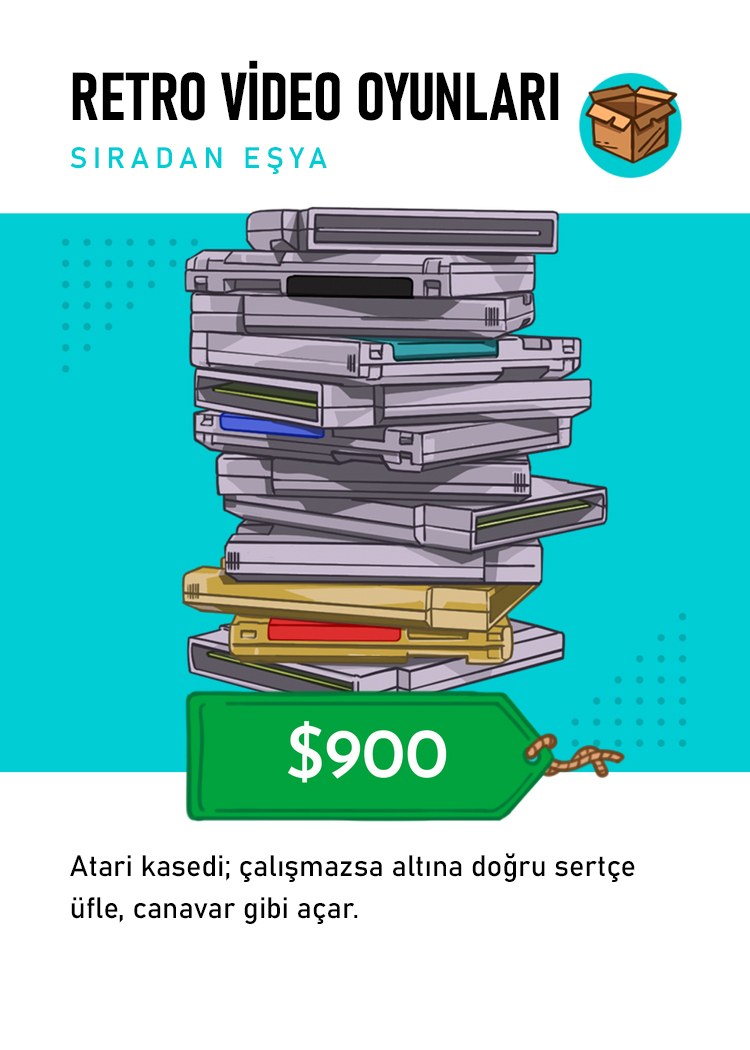 RETRO VİDEO OYUNLARI
SIRADAN EŞYA
$900
Atari kasedi; çalışmazsa altına doğru sertçe
üfle, canavar gibi açar.